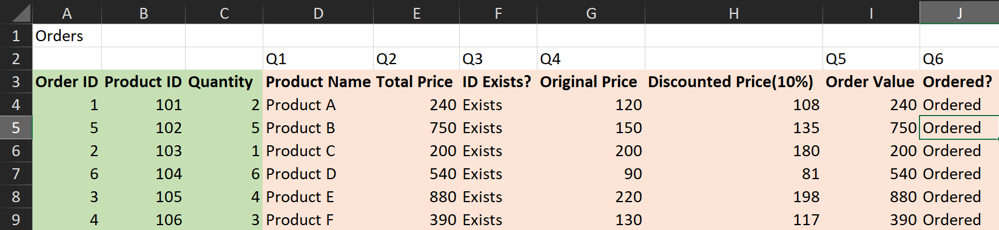 A B C D E F G H I J
1 Orders
2 Q1 Q2 Q3 Q4 Q5 Q6
3 Order ID Product ID Quantity Product Name Total Price ID Exists? Original Price Discounted Price(10%) Order Value Ordered?
4 1 101 2 Product A 240 Exists 120 108 240 Ordered
5 5 102 5 Product B 750 Exists 150 135 750 Ordered
6 2 103 1 Product C 200 Exists 200 180 200 Ordered
7 6 104 6 Product D 540 Exists 90 81 540 Ordered
8 3 105 4 Product E 880 Exists 220 198 880 Ordered
9 4 106 3 Product F 390 Exists 130 117 390 Ordered